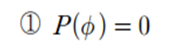 ① P(ϕ) = 0